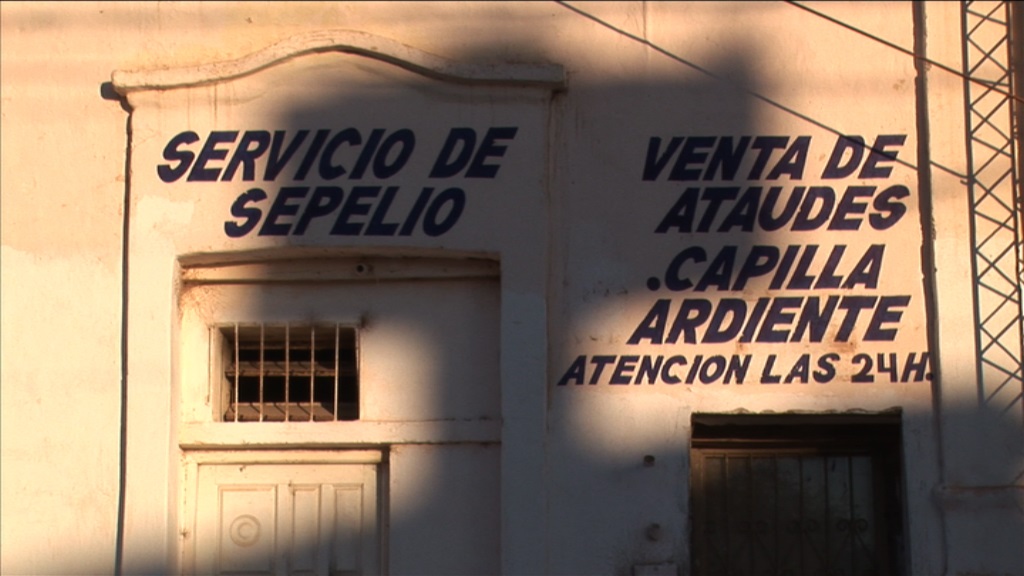 SERVICIO DE
SEPELIO
VENTA DE
ATAUDES
.CAPILLA
ARDIENTE
ATENCION LAS 24H.
©